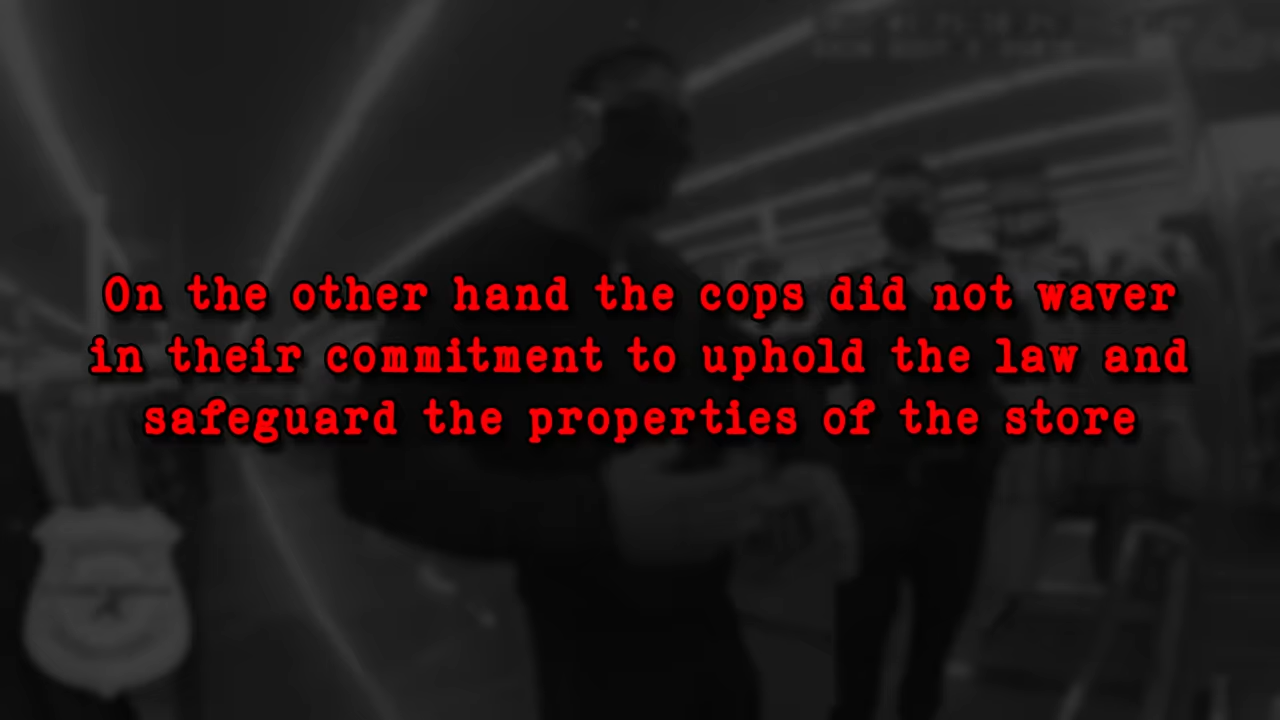 On the other hand the cops did not waver
in their commitment to uphold the law and
safeguard the properties of the store